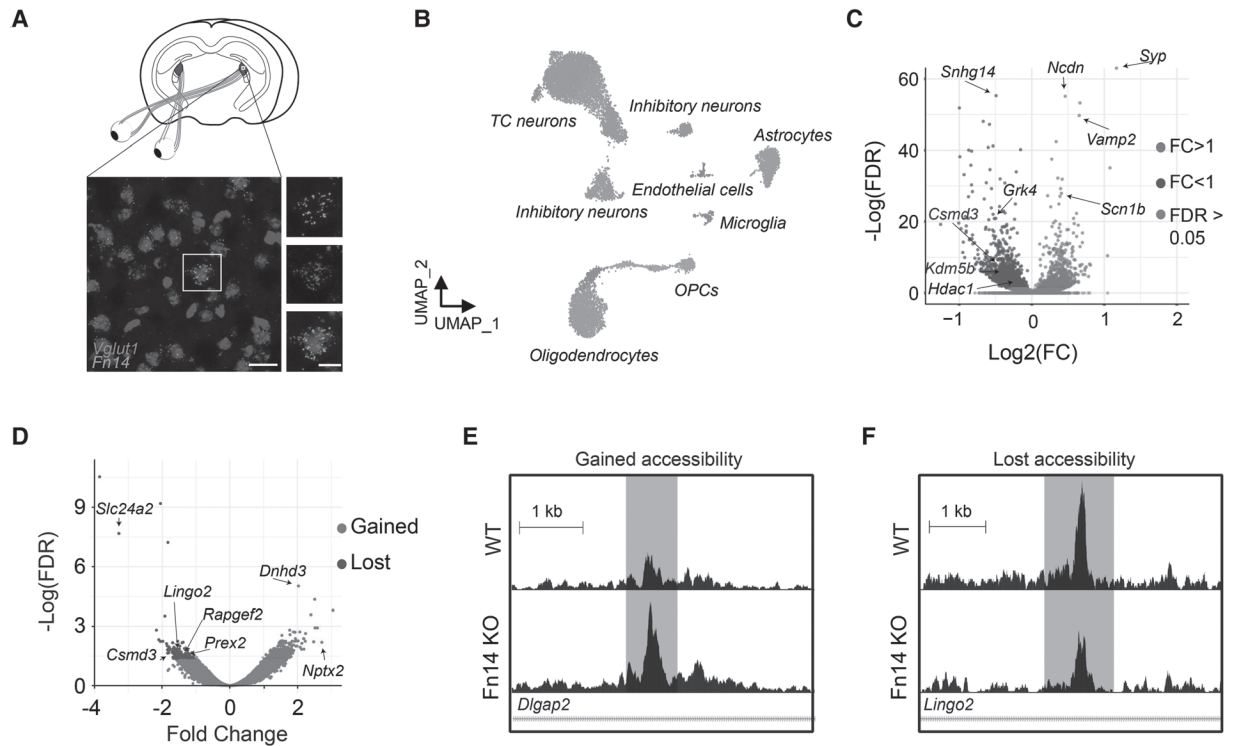 A
Vglut1
Fn14
B
TC neurons
Inhibitory neurons
Astrocytes
Endothelial cells
Inhibitory neurons
Microglia
OPCs
Oligodendrocytes
UMAP_2
UMAP_1
C
Snhg14
Ncdn
Syp
Vamp2
Grk4
Scn1b
Csmd3
Kdm5b
Hdac1
-Log(FDR)
60
40
20
0
−1
0
1
2
Log2(FC)
FC>1
FC<1
FDR >
0.05
D
Slc24a2
Dnhd3
Lingo2
Rapgef2
Prex2
Csmd3
Nptx2
-Log(FDR)
9
6
3
0
-4
-2
0
2
Fold Change
Gained
Lost
E
Gained accessibility
1 kb
WT
Fn14 KO
Dlgap2
F
Lost accessibility
1 kb
WT
Fn14 KO
Lingo2